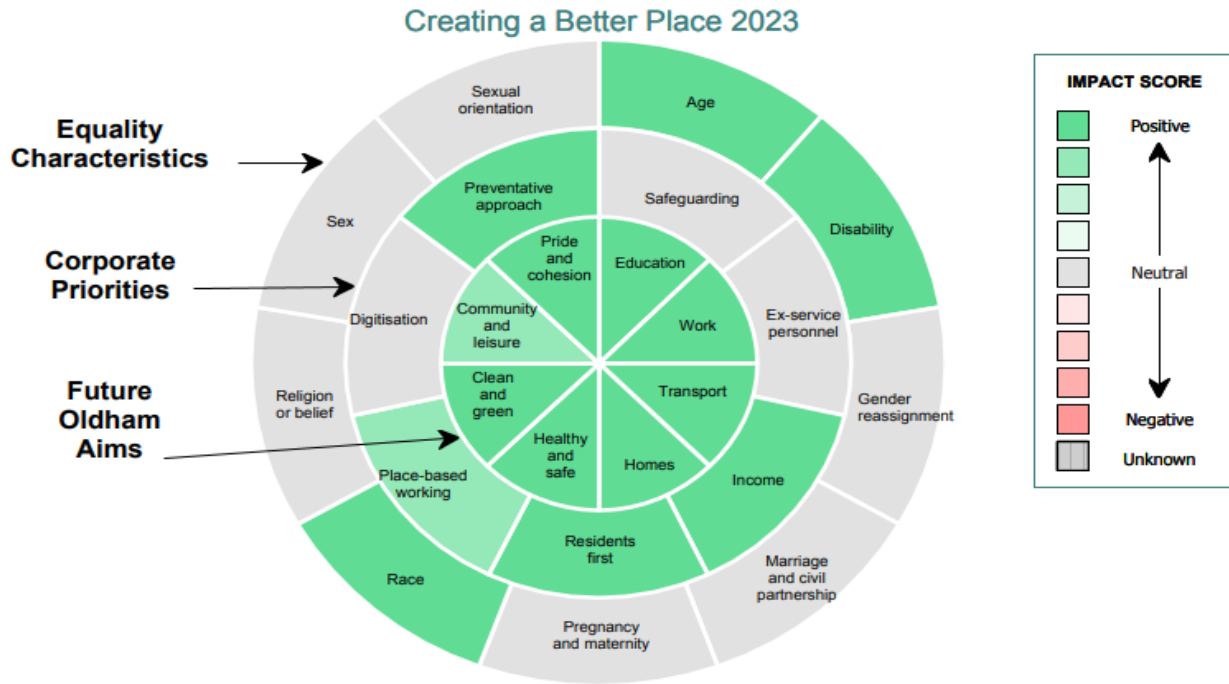 Creating a Better Place 2023
Equality
Characteristics
Corporate
Priorities
Future
Oldham
Aims
Sexual
orientation
Age
Disability
Gender
reassignment
Marriage
and civil
partnership
Pregnancy
and maternity
Race
Religion
or belief
Sex
Preventative
approach
Safeguarding
Ex-service
personnel
Income
Residents
first
Place-based
working
Digitisation
Pride
and
cohesion
Education
Work
Transport
Homes
Healthy
and
safe
Clean
and
green
Community
and
leisure
IMPACT SCORE
Positive
Neutral
Negative
Unknown